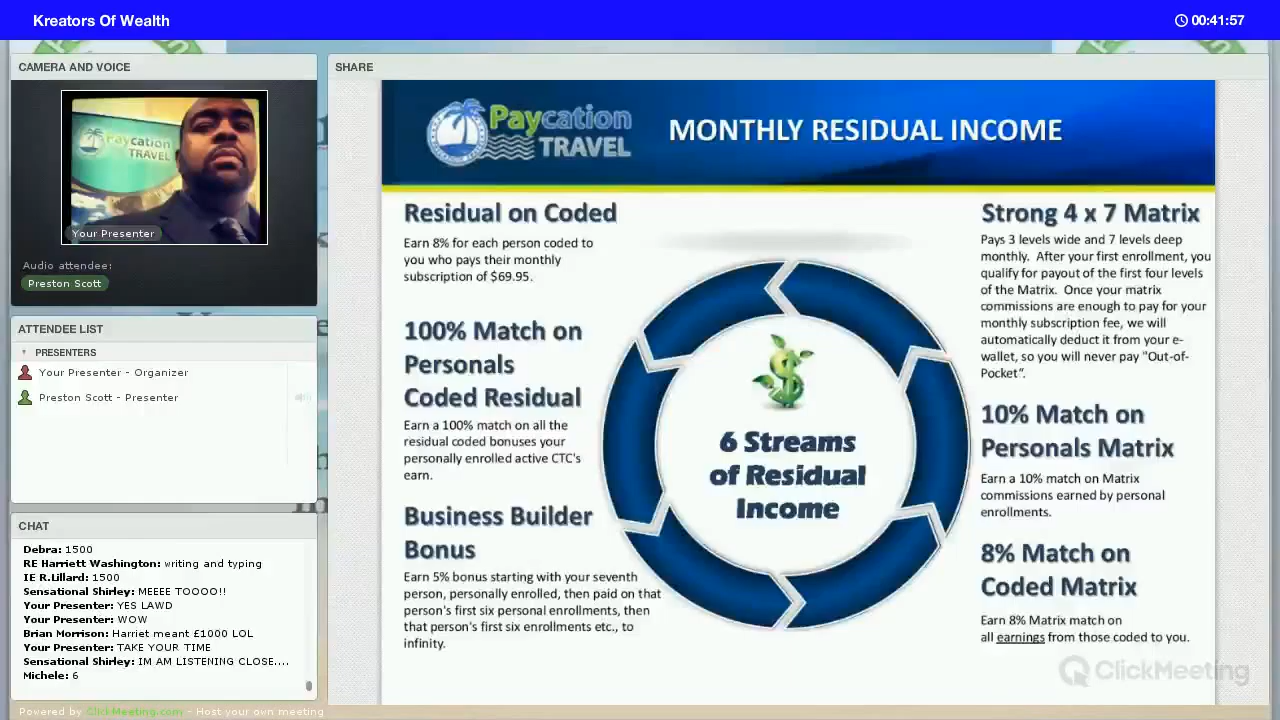 Kreators Of Wealth
00:41:57
CAMERA AND VOICE
Paycation
TRAVEL
Your Presenter
Audio attendee:
Preston Scott
ATTENDEE LIST
PRESENTERS
Your Presenter - Organizer
Preston Scott - Presenter
CHAT
Debra: 1500
RE Harriett Washington: writing and typing
IE R.Lillard: 1500
Sensational Shirley: MEEEE TOOOO!!
Your Presenter: YES LAWD
Your Presenter: WOW
Brian Morrison: Harriet meant £1000 LOL
Your Presenter: TAKE YOUR TIME
Sensational Shirley: IM AM LISTENING CLOSE....
Michele: 6
Powered by ClickMeeting.com - Host your own meeting
SHARE
Paycation
TRAVEL
MONTHLY RESIDUAL INCOME
Residual on Coded
Earn 8% for each person coded to
you who pays their monthly
subscription of $69.95.
100% Match on
Personals
Coded Residual
Earn a 100% match on all the
residual coded bonuses your
personally enrolled active CTC's
earn.
Business Builder
Bonus
Earn 5% bonus starting with your seventh
person, personally enrolled, then paid on that
person's first six personal enrollments, then
that person's first six enrollments etc., to
infinity.
6 Streams
of Residual
Income
Strong 4 x 7 Matrix
Pays 3 levels wide and 7 levels deep
monthly. After your first enrollment, you
qualify for payout of the first four levels
of the Matrix. Once your matrix
commissions are enough to pay for your
monthly subscription fee, we will
automatically deduct it from your e-
wallet, so you will never pay "Out-of-
Pocket".
10% Match on
Personals Matrix
Earn a 10% match on Matrix
commissions earned by personal
enrollments.
8% Match on
Coded Matrix
Earn 8% Matrix match on
all earnings from those coded to you.
ClickMeeting